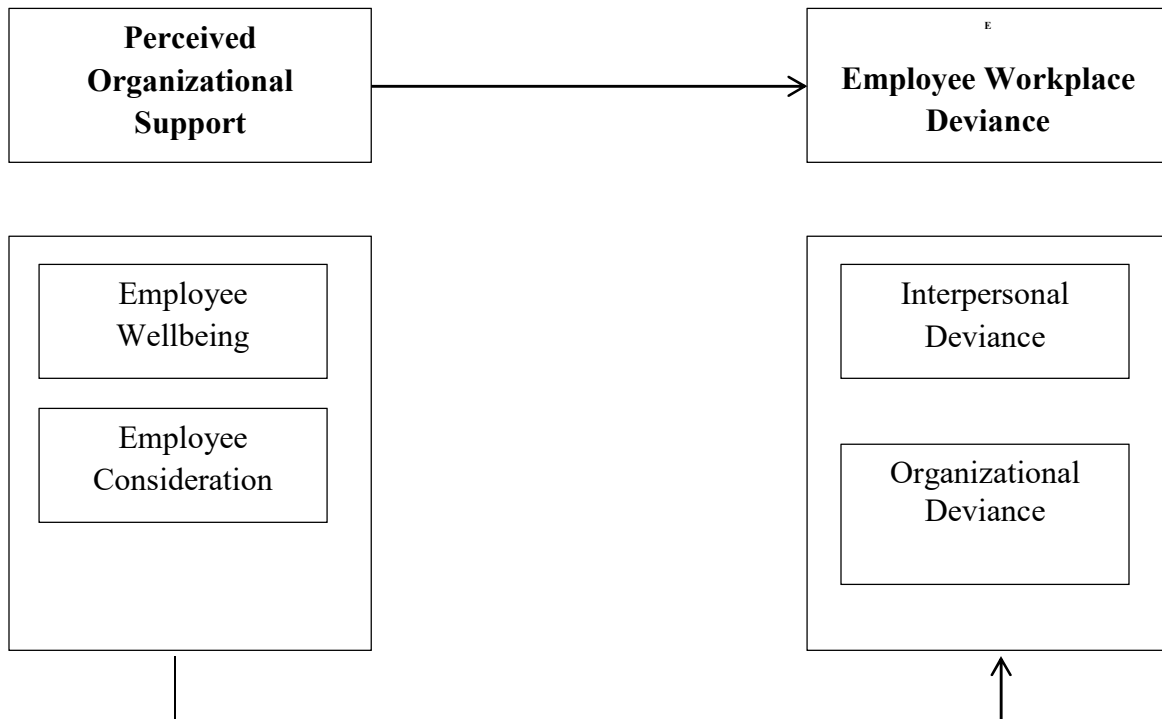 Perceived
Organizational
Support
E
Employee Workplace
Deviance
Employee
Wellbeing
Employee
Consideration
Interpersonal
Deviance
Organizational
Deviance